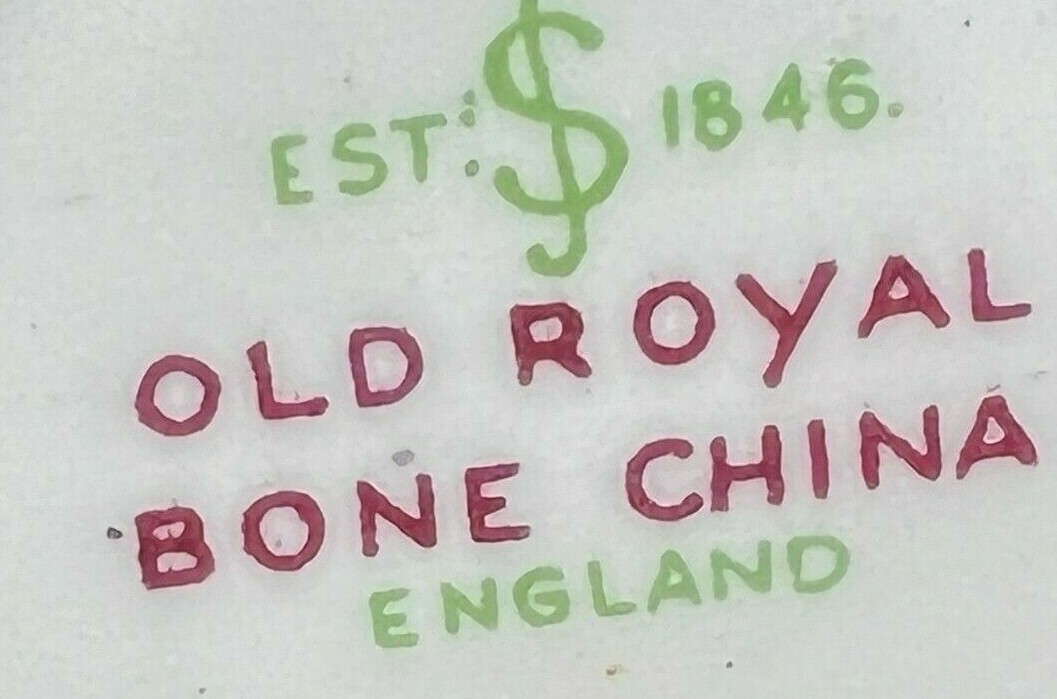 EST: $ 1846.
OLD ROYAL
BONE CHINA
ENGLAND